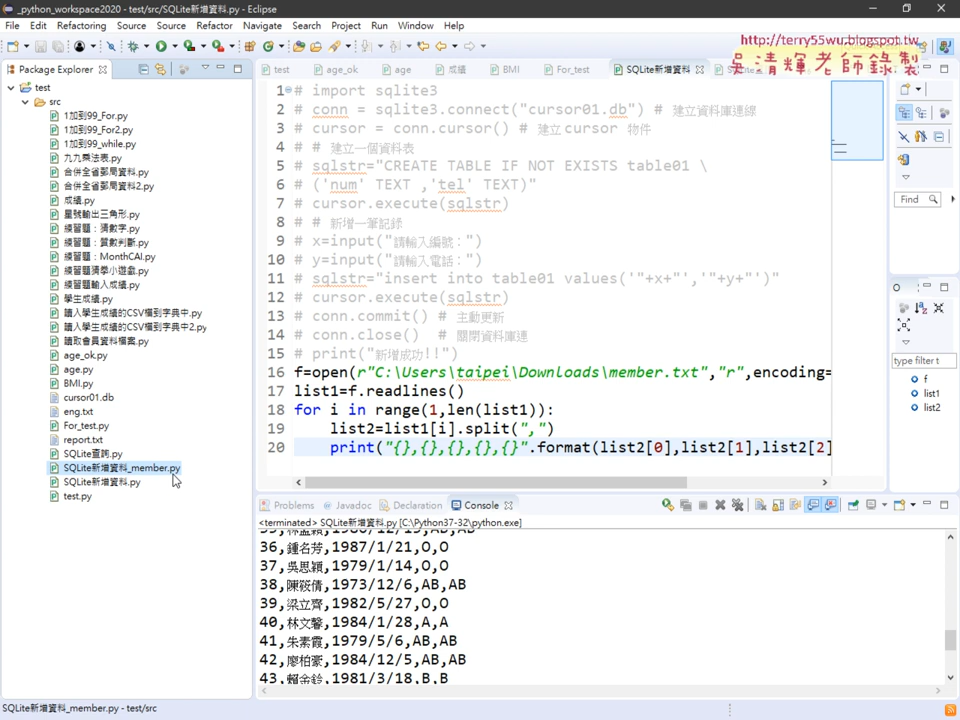 _python_workspace2020 - test/src/SQLite新增資料.py - Eclipse
File Edit Refactoring Source Source Refactor Navigate Search Project Run Window Help
http://terry55wu.blogspot.tw
吳清輝老師錄製
Package Explorer
test
src
1加到99_For.py
1加到99_For2.py
1加到99_while.py
九九乘法表.py
合併全省郵局資料.py
合併全省郵局資料2.py
成績.py
星號輸出三角形.py
練習題：猜數字.py
練習題：質數判斷.py
練習題：MonthCAl.py
練習題猜學小遊戲.py
練習題輸入成績.py
學生成績.py
讀入學生成績的CSV檔到字典中.py
讀入學生成績的CSV檔到字典中2.py
讀取會員資料檔案.py
age_ok.py
age.py
BMI.py
cursor01.db
eng.txt
For_test.py
report.txt
SQLite查詢.py
SQLite新增資料_member.py
SQLite新增資料.py
test.py
test age_ok age 成績 BMI For_test SQLite新增資料
1 # import sqlite3
2 # conn = sqlite3.connect("cursor01.db") # 建立資料庫連線
3 # cursor = conn.cursor() # 建立 cursor 物件
4 # # 建立一個資料表
5 # sqlstr="CREATE TABLE IF NOT EXISTS table01 \
6 # ('num' TEXT ,'tel' TEXT)"
7 # cursor.execute(sqlstr)
8 # # 新增一筆記錄
9 # x=input("請輸入編號：")
10 # y=input("請輸入電話：")
11 # sqlstr="insert into table01 values('"+x+"','"+y+"')"
12 # cursor.execute(sqlstr)
13 # conn.commit() # 主動更新
14 # conn.close()  # 關閉資料庫連
15 # print("新增成功!!")
16 f=open(r"C:\Users\taipei\Downloads\member.txt","r",encoding=
17 list1=f.readlines()
18 for i in range(1,len(list1)):
19 list2=list1[i].split(",")
20 print("{},{},{},{},{}".format(list2[0],list2[1],list2[2]
Find
type filter t
f
list1
list2
Problems Javadoc Declaration Console
<terminated> SQLite新增資料.py [C:\Python37-32\python.exe]
36,鍾名芳,1987/1/21,O,O
37,吳思穎,1979/1/14,O,O
38,陳筱倩,1973/12/6,AB,AB
39,梁立齊,1982/5/27,O,O
40,林文馨,1984/1/28,A,A
41,朱素霞,1979/5/6,AB,AB
42,廖柏豪,1984/12/5,AB,AB
43,賴金鈴,1981/3/18,B,B
SQLite新增資料_member.py - test/src